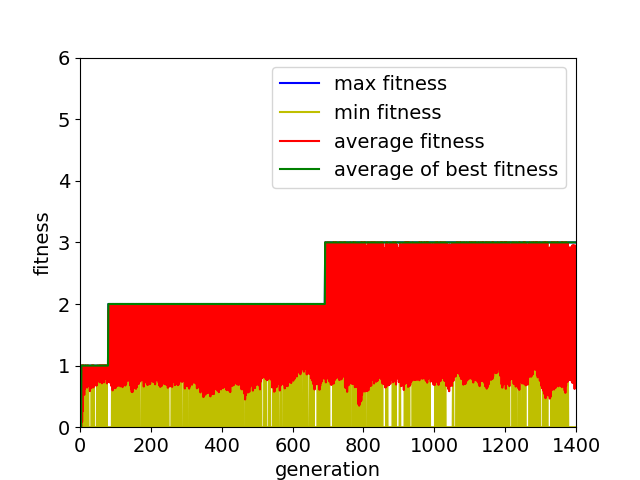 6
5
4
3
2
1
0
fitness
max fitness
min fitness
average fitness
average of best fitness
0 200 400 600 800 1000 1200 1400
generation